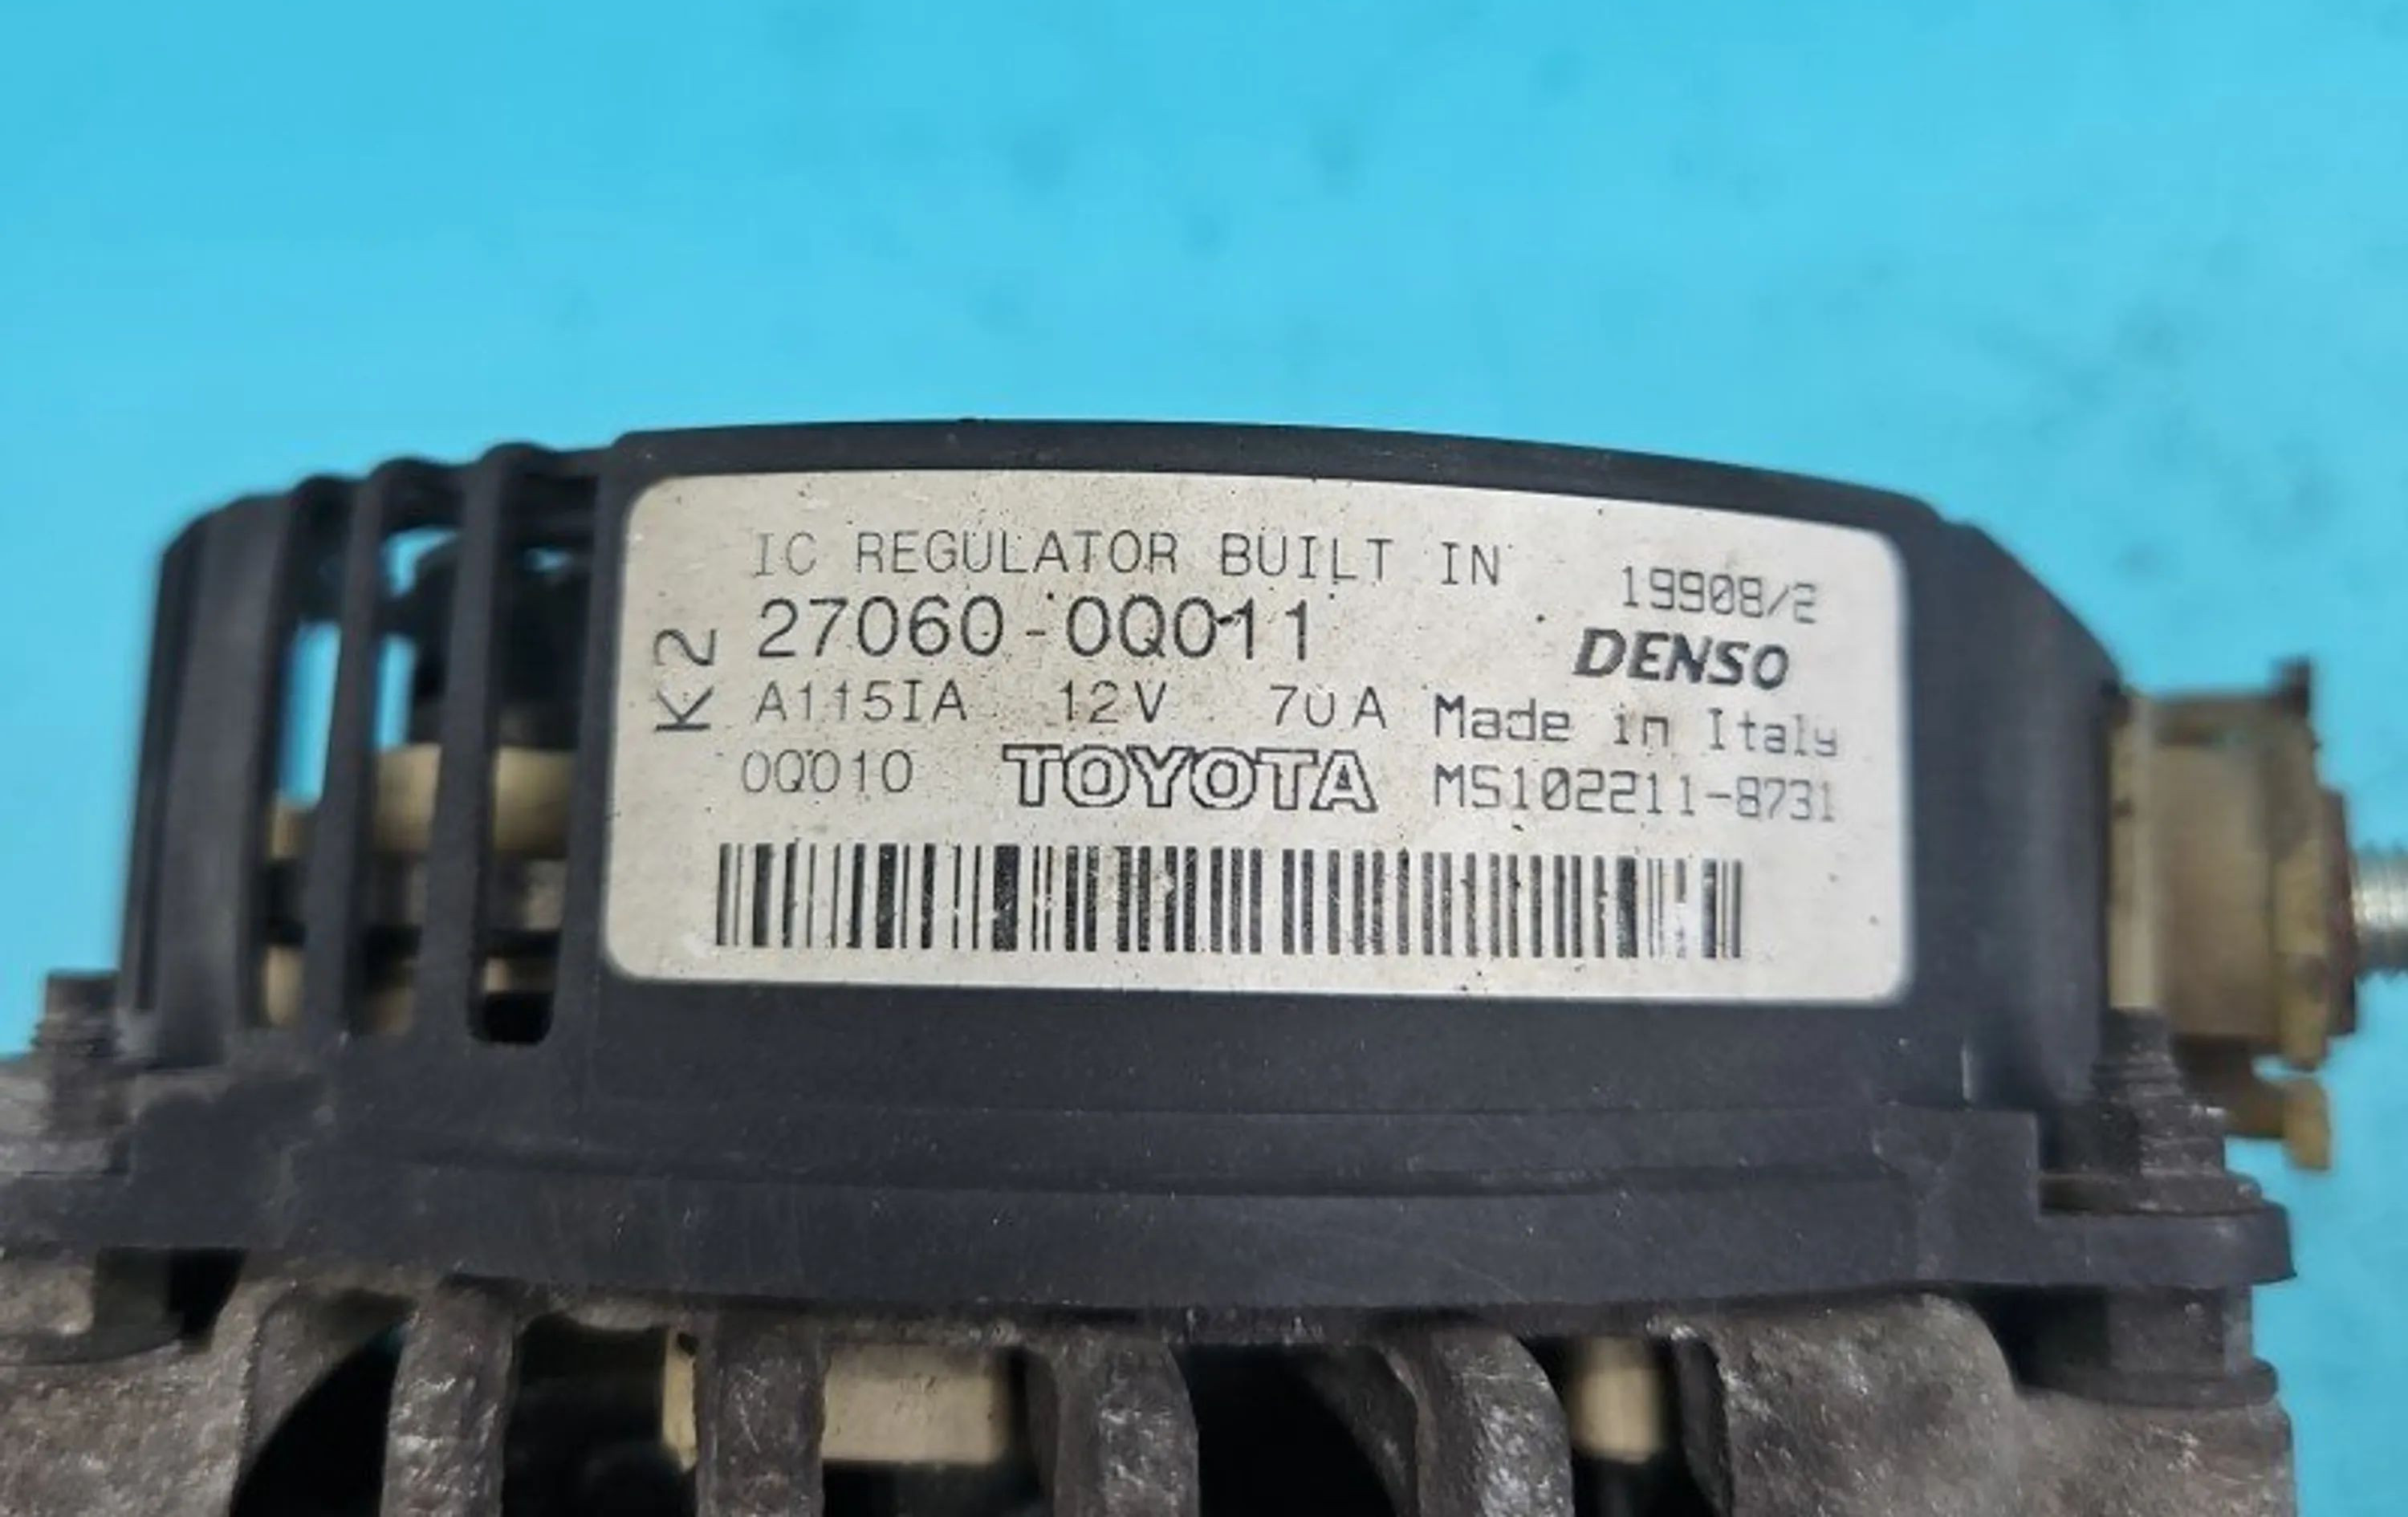 K2
IC REGULATOR BUILT IN
27060-0Q011
A115IA 12V 70A
0Q010 TOYOTA
19908/2
DENSO
Made in Italy
MS102211-8731